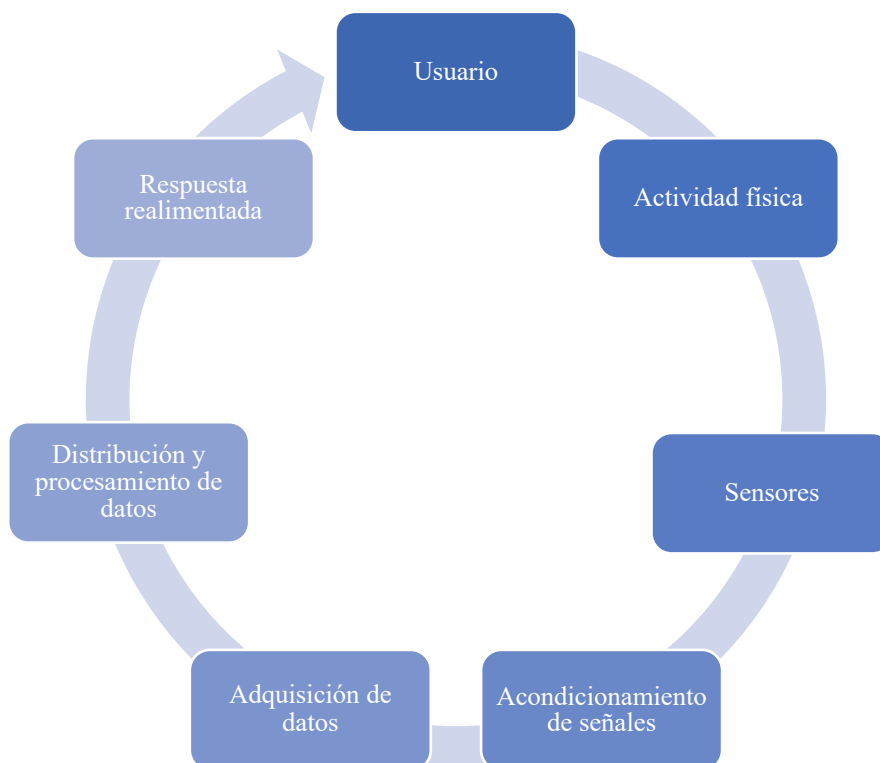 Usuario
Actividad física
Sensores
Acondicionamiento
de señales
Adquisición de
datos
Distribución y
procesamiento de
datos
Respuesta
realimentada